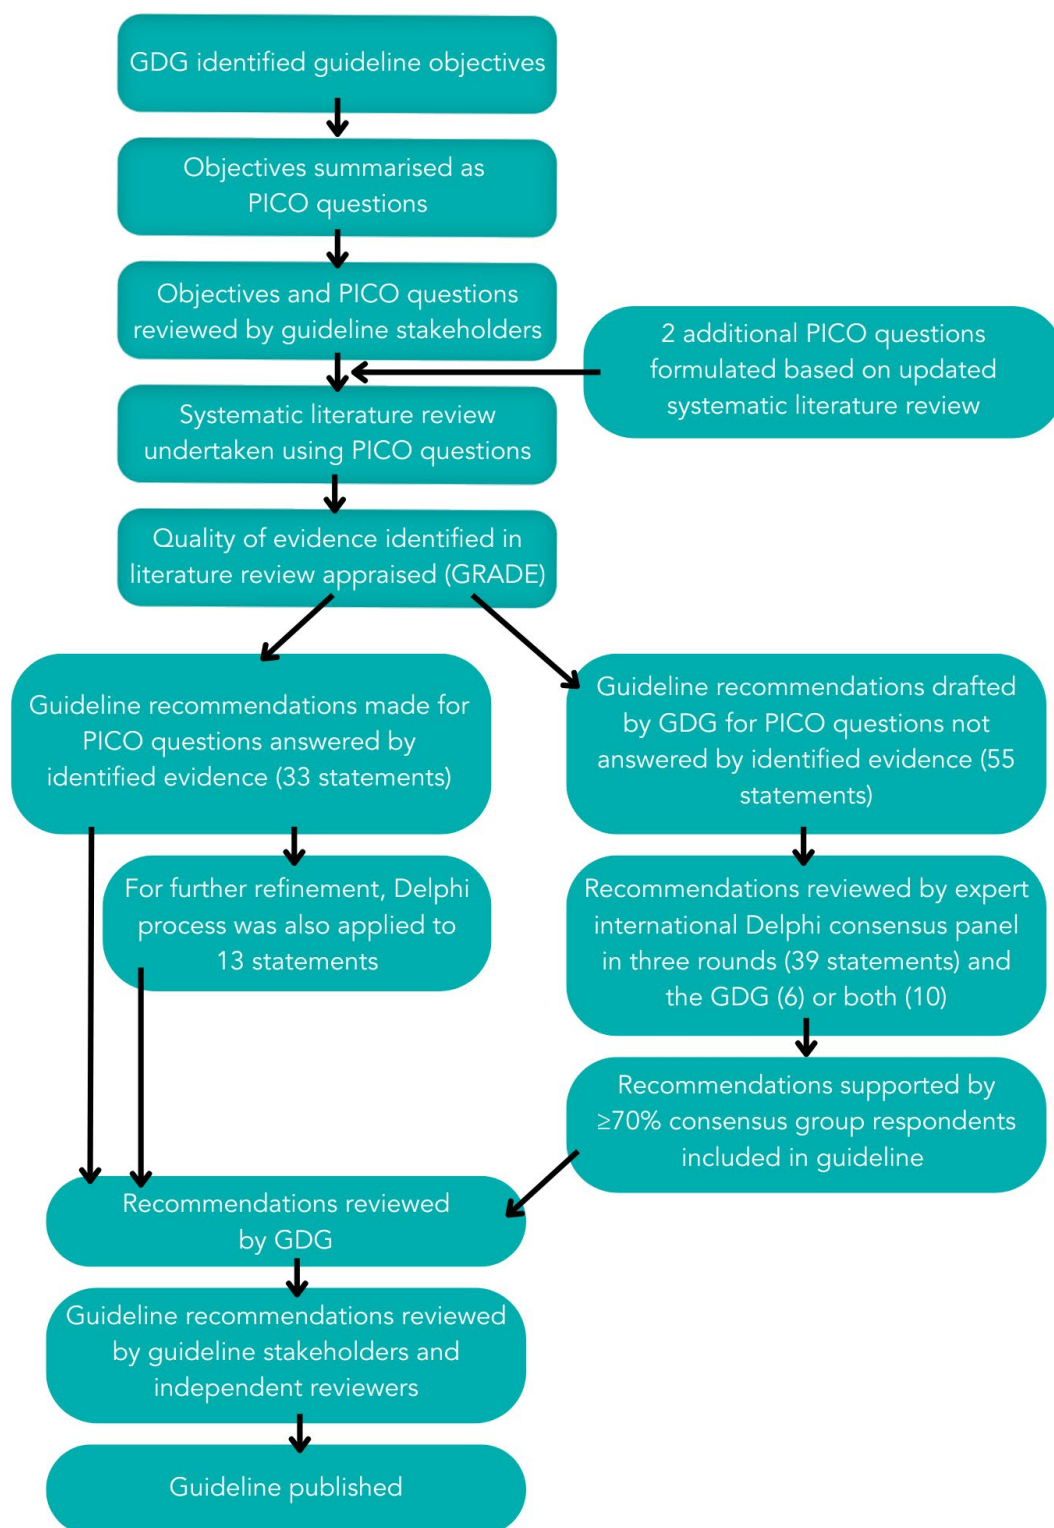 GDG identified guideline objectives
Objectives summarised as
PICO questions
Objectives and PICO questions
reviewed by guideline stakeholders
2 additional PICO questions
formulated based on updated
systematic literature review
Systematic literature review
undertaken using PICO questions
Quality of evidence identified in
literature review appraised (GRADE)
Guideline recommendations made for
PICO questions answered by
identified evidence (33 statements)
Guideline recommendations drafted
by GDG for PICO questions not
answered by identified evidence (55
statements)
For further refinement, Delphi
process was also applied to
13 statements
Recommendations reviewed by expert
international Delphi consensus panel
in three rounds (39 statements) and
the GDG (6) or both (10)
Recommendations supported by
≥70% consensus group respondents
included in guideline
Recommendations reviewed
by GDG
Guideline recommendations reviewed
by guideline stakeholders and
independent reviewers
Guideline published